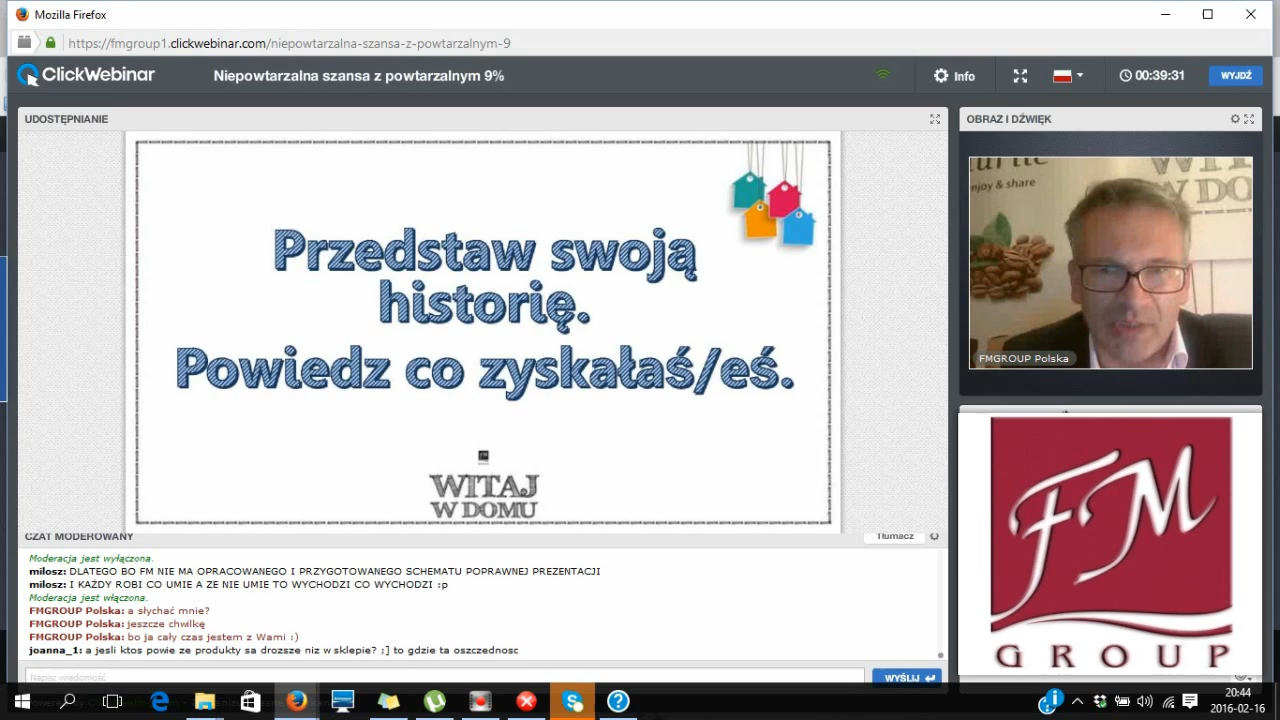 Mozilla Firefox
https://fmgroup1.clickwebinar.com/niepowtarzalna-szansa-z-powtarzalnym-9
ClickWebinar
Niepowtarzalna szansa z powtarzalnym 9%
Info
00:39:31
WYJDŹ
UDOSTĘPNIANIE
OBRAZ I DŹWIĘK
Przedstaw swoją
historię.
Powiedz co zyskałaś/eś.
WITAJ
W DOMU
njoy & share
WITAJ
W DO
FMGROUP Polska
CZAT MODEROWANY
Tłumacz
Moderacja jest wyłączona.
milosz: DLATEGO BO FM NIE MA OPRACOWANEGO I PRZYGOTOWANEGO SCHEMATU POPRAWNEJ PREZENTACJI
milosz: I KAŻDY ROBI CO UMIE A ZE NIE UMIE TO WYCHODZI CO WYCHODZI :p
Moderacja jest włączona.
FMGROUP Polska: a słychać mnie?
FMGROUP Polska: jeszcze chwilkę
FMGROUP Polska: bo ja cały czas jestem z Wami :)
joanna_1: a jesli ktos powie ze produkty sa drozsze niz w sklepie? ;] to gdzie ta oszczednosc
Napisz wiadomość
WYŚLIJ
FM
GROUP
20:44
2016-02-16